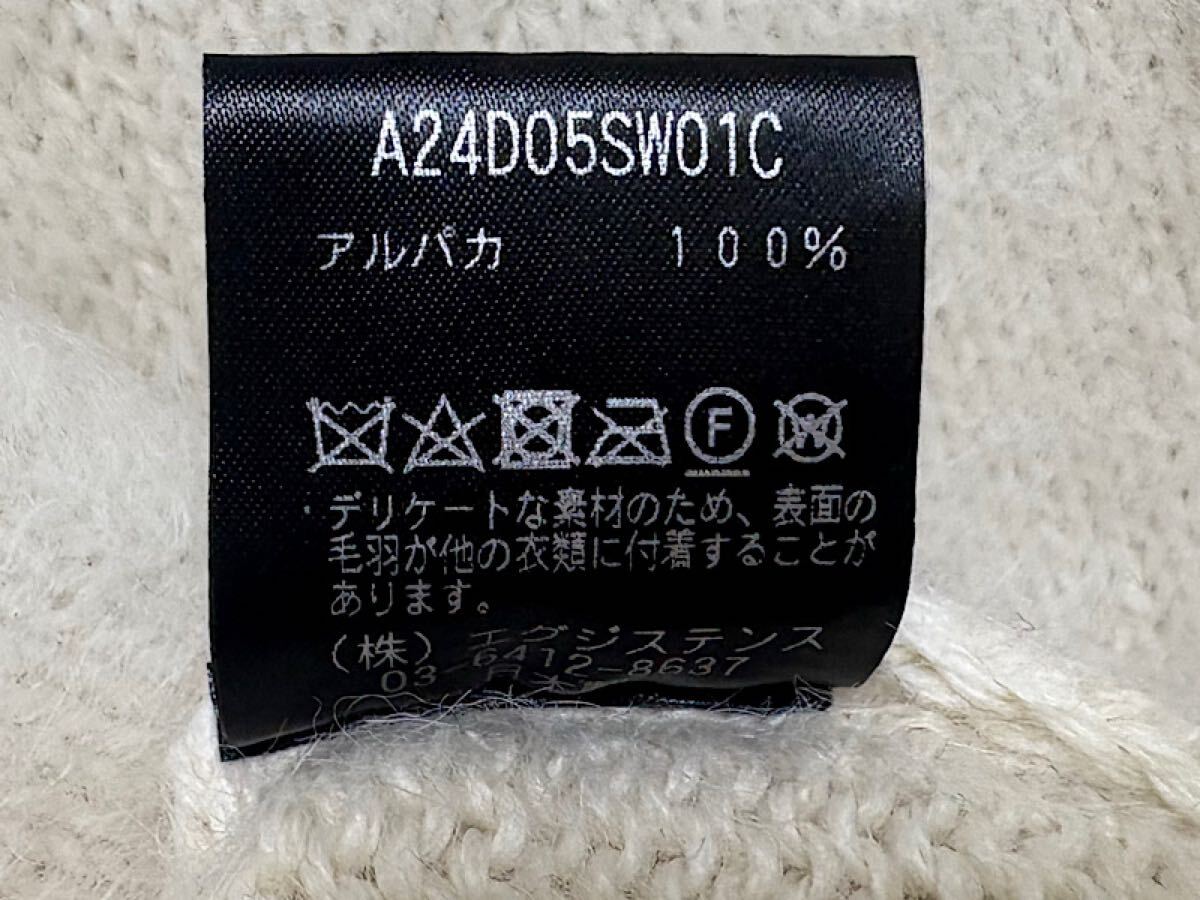 A24D05SW01C
アルパカ 100%
F W
デリケートな素材のため、表面の
毛羽が他の衣類に付着することが
あります。
(株) エグジステンス
03-6412-8637